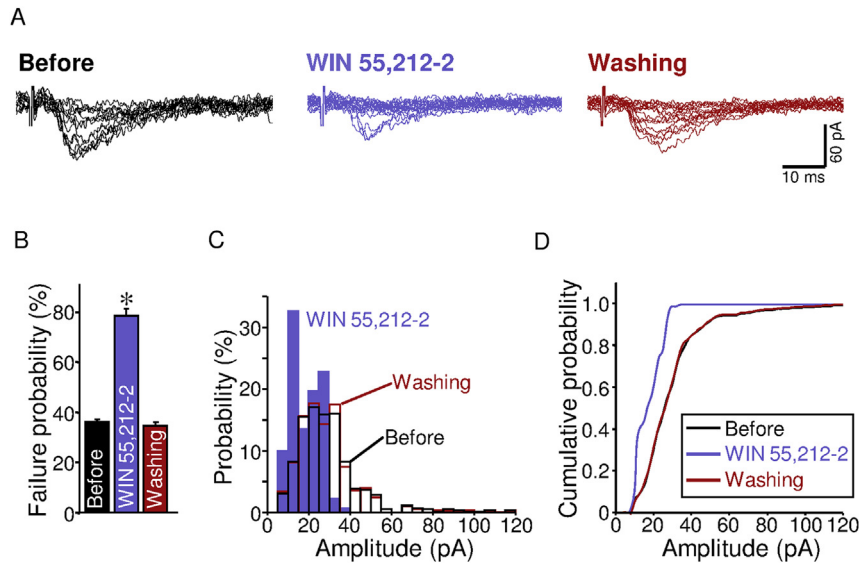 A
Before
WIN 55,212-2
Washing
60 pA
10 ms
B
Failure probability (%)
80
60
40
20
0
*
Before
WIN 55,212-2
Washing
C
Probability (%)
30
20
10
0
WIN 55,212-2
Washing
Before
0 20 40 60 80 100 120
Amplitude (pA)
D
Cumulative probability
1.0
0.8
0.6
0.4
0.2
0
Before
WIN 55,212-2
Washing
20 40 60 80 100 120
Amplitude (pA)